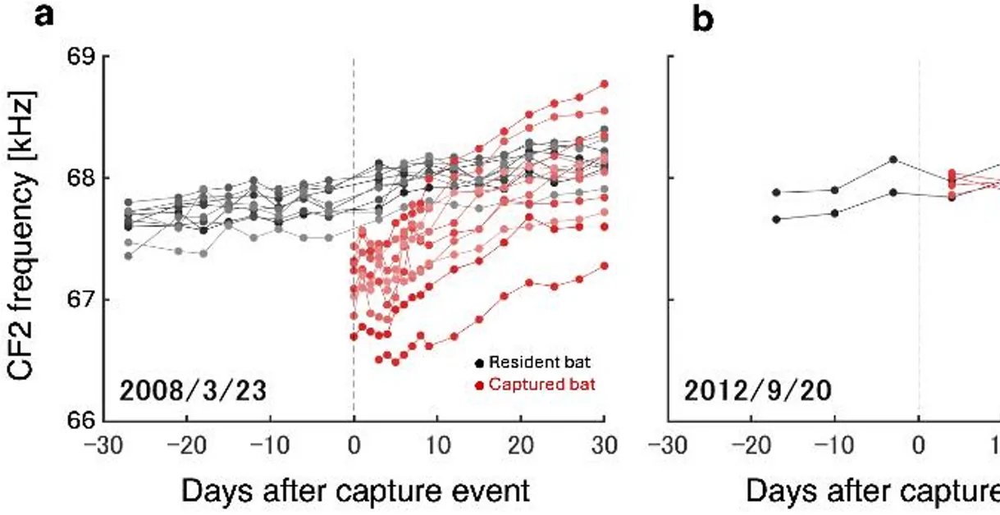 a
b
69
68
67
66
CF2 frequency [kHz]
Resident bat
Captured bat
2008/3/23
2012/9/20
−30 −20 −10 0 10 20 30
−30 −20 −10 0 1
Days after capture event
Days after capture